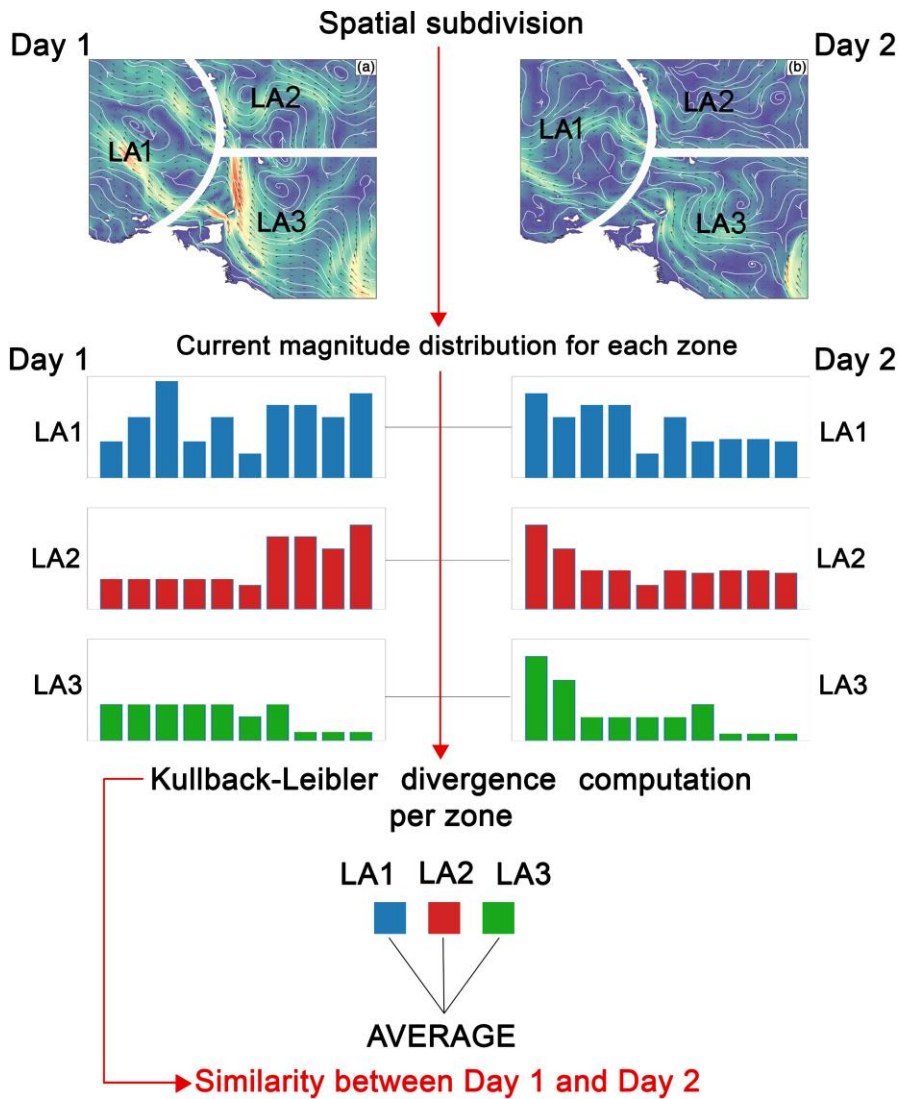 Spatial subdivision
Day 1
Day 2
(a)
LA1
LA2
LA3
(b)
LA1
LA2
LA3
Current magnitude distribution for each zone
Day 1
Day 2
LA1
LA1
LA2
LA2
LA3
LA3
Kullback-Leibler divergence computation
per zone
LA1 LA2 LA3
AVERAGE
Similarity between Day 1 and Day 2